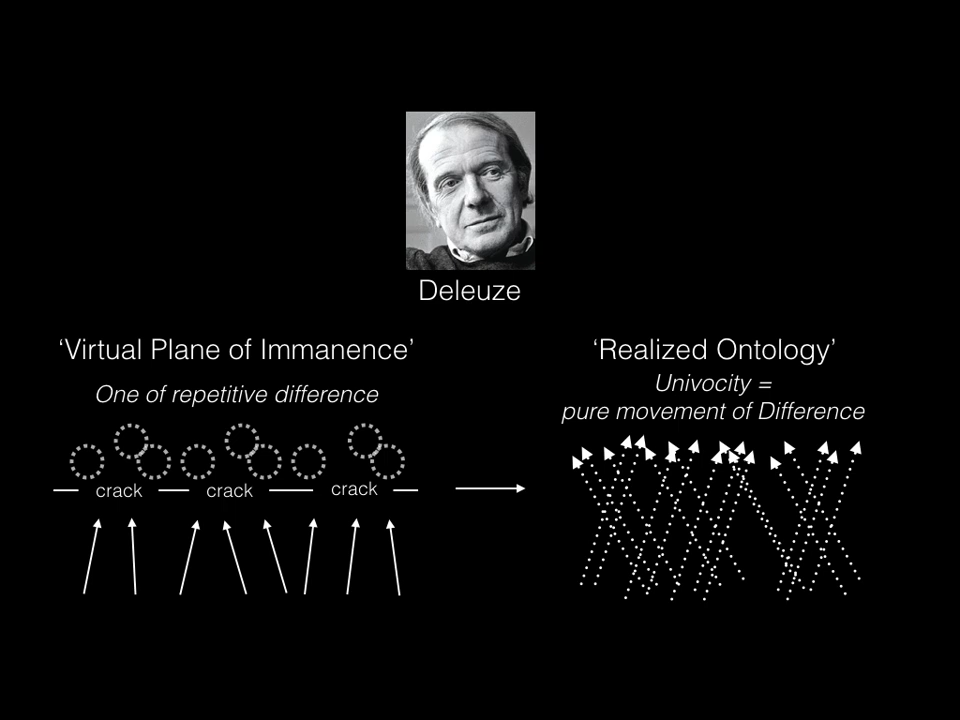 Deleuze
‘Virtual Plane of Immanence’
One of repetitive difference
crack
crack
crack
‘Realized Ontology’
Univocity =
pure movement of Difference